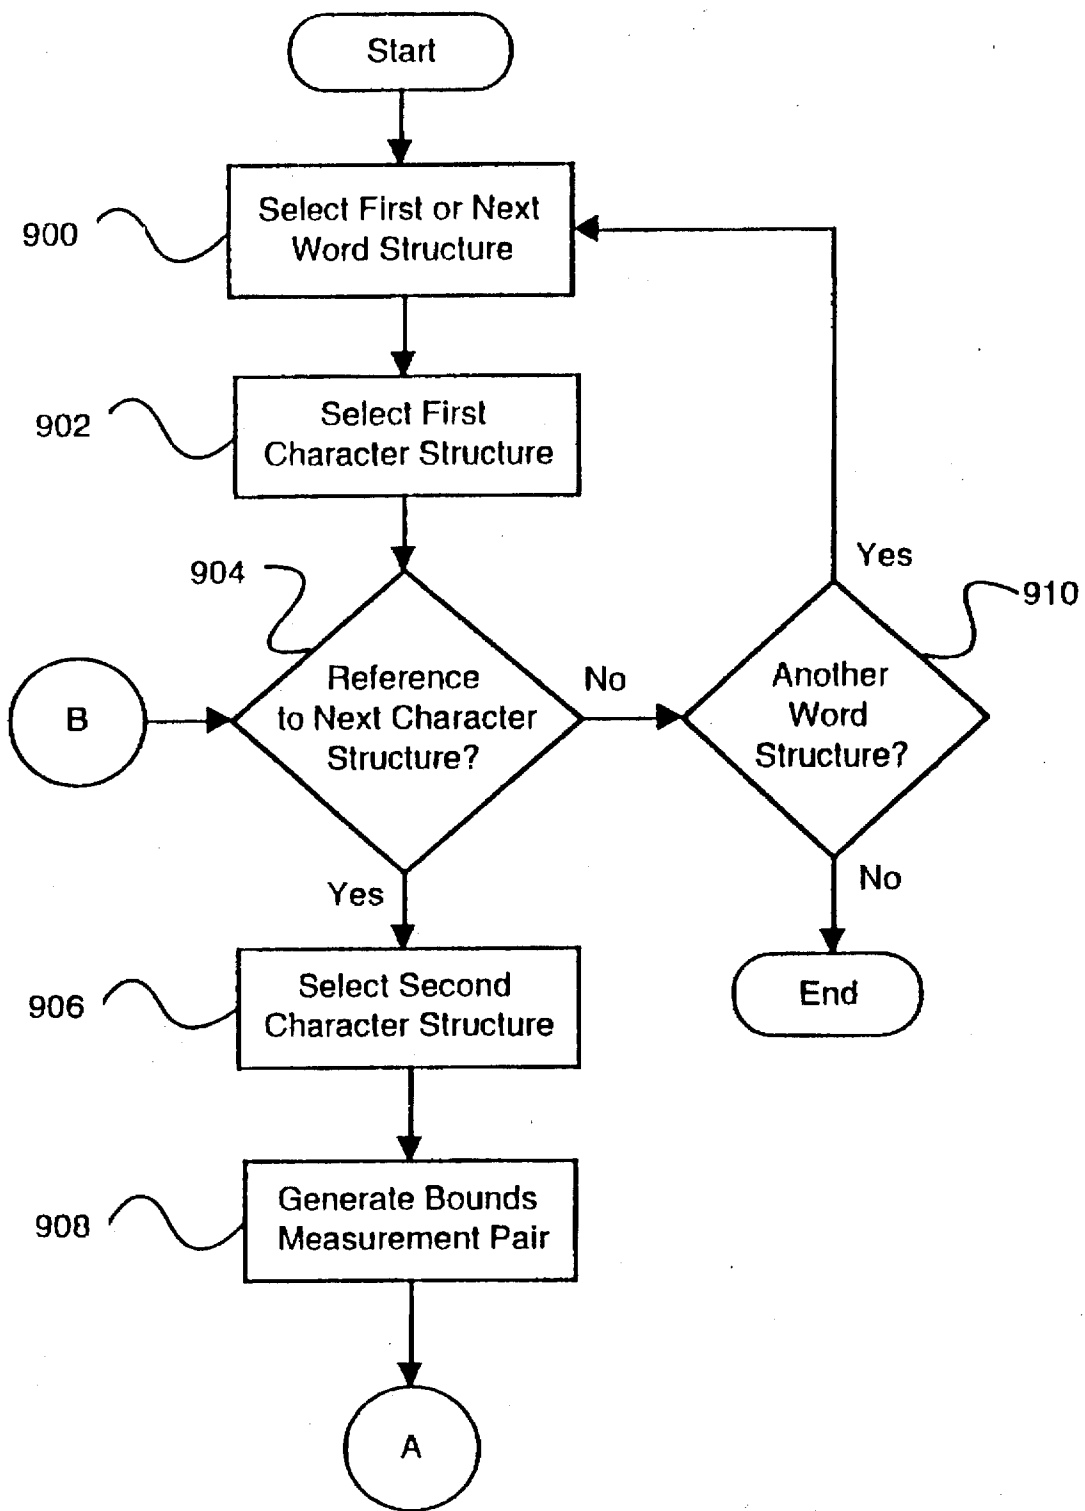 Start
900
Select First or Next
Word Structure
902
Select First
Character Structure
904
Yes
910
B
Reference
to Next Character
Structure?
No
Another
Word
Structure?
Yes
No
906
Select Second
Character Structure
End
908
Generate Bounds
Measurement Pair
A